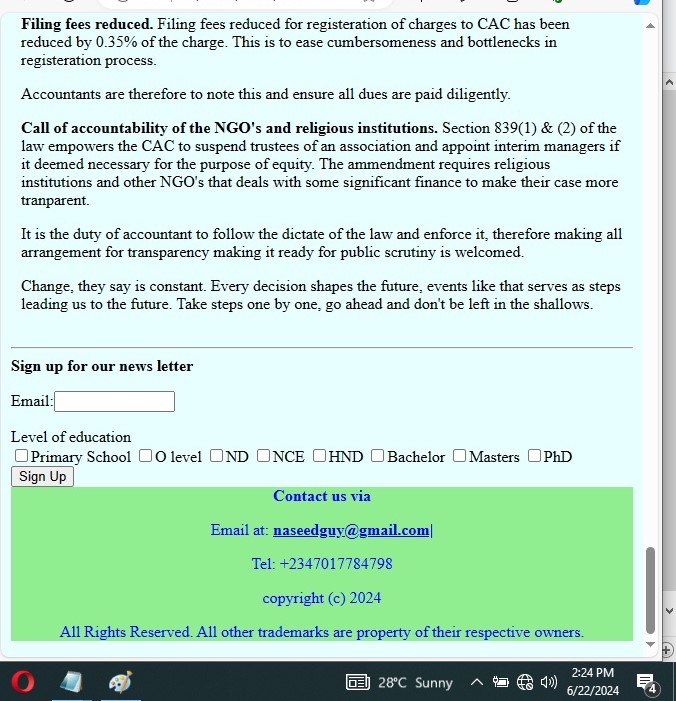 Filing fees reduced. Filing fees reduced for registeration of charges to CAC has been
reduced by 0.35% of the charge. This is to ease cumbersomeness and bottlenecks in
registeration process.
Accountants are therefore to note this and ensure all dues are paid diligently.
Call of accountability of the NGO's and religious institutions. Section 839(1) & (2) of the
law empowers the CAC to suspend trustees of an association and appoint interim managers if
it deemed necessary for the purpose of equity. The ammendment requires religious
institutions and other NGO's that deals with some significant finance to make their case more
tranparent.
It is the duty of accountant to follow the dictate of the law and enforce it, therefore making all
arrangement for transparency making it ready for public scrutiny is welcomed.
Change, they say is constant. Every decision shapes the future, events like that serves as steps
leading us to the future. Take steps one by one, go ahead and don't be left in the shallows.
Sign up for our news letter
Email:
Level of education
Primary School O level ND NCE HND Bachelor Masters PhD
Sign Up
Contact us via
Email at: naseedguy@gmail.com|
Tel: +2347017784798
copyright (c) 2024
All Rights Reserved. All other trademarks are property of their respective owners.
28°C Sunny
2:24 PM
6/22/2024
4